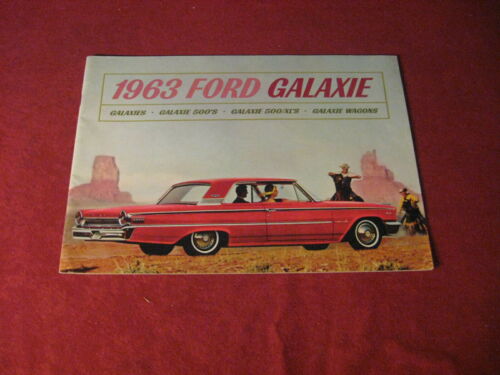 1963 FORD GALAXIE
GALAXIES · GALAXIE 500'S · GALAXIE 500/XL'S · GALAXIE WAGONS